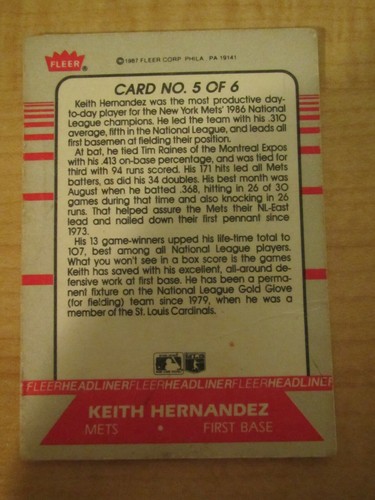 FLEER®
©1987 FLEER CORP. PHILA., PA 19141
CARD NO. 5 OF 6
Keith Hernandez was the most productive day-
to-day player for the New York Mets' 1986 National
League champions. He led the team with his .310
average, fifth in the National League, and leads all
first basemen at fielding their position.
At bat, he tied Tim Raines of the Montreal Expos
with his .413 on-base percentage, and was tied for
third with 94 runs scored. His 171 hits led all Mets
batters, as did his 34 doubles. His best month was
August when he batted .368, hitting in 26 of 30
games during that time and also knocking in 26
runs. That helped assure the Mets their NL-East
lead and nailed down their first pennant since
1973.
His 13 game-winners upped his life-time total to
107, best among all National League players.
What you won't see in a box score is the games
Keith has saved with his excellent, all-around de-
fensive work at first base. He has been a perma-
nent fixture on the National League Gold Glove
(for fielding) team since 1979, when he was a
member of the St. Louis Cardinals.
FLEERHEADLINERFLEERHEADLINERFLEERHEADLINER
KEITH HERNANDEZ
METS • FIRST BASE